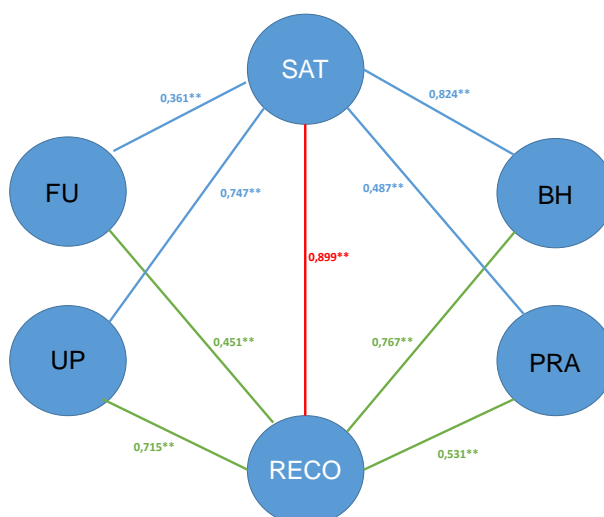 SAT
0,361**
0,824**
FU
0,747**
0,487**
BH
0,899**
0,451**
0,767**
UP
PRA
0,715**
0,531**
RECO